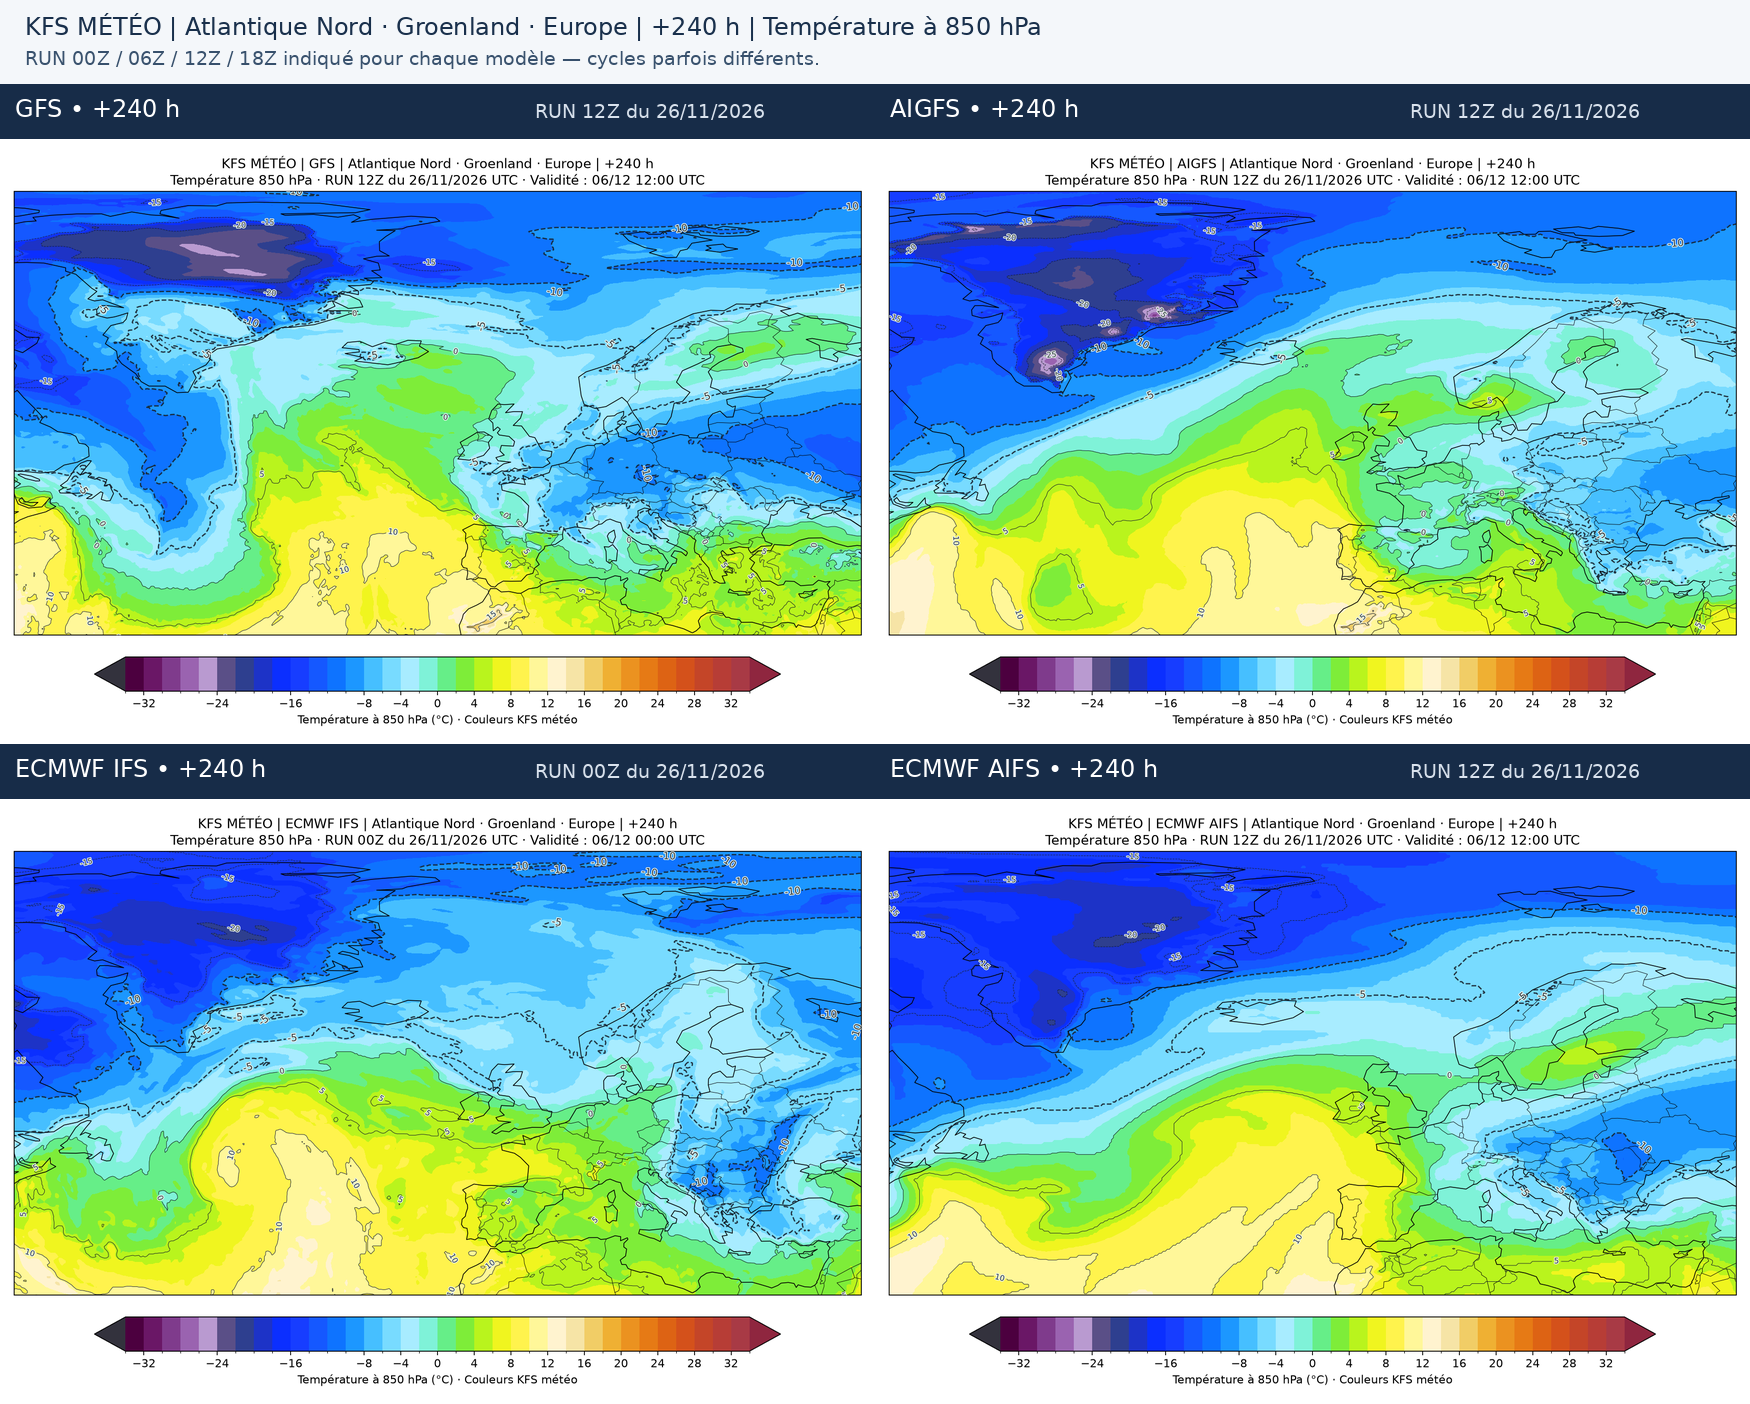 KFS MÉTÉO | Atlantique Nord · Groenland · Europe | +240 h | Température à 850 hPa
RUN 00Z / 06Z / 12Z / 18Z indiqué pour chaque modèle — cycles parfois différents.
GFS • +240 h
RUN 12Z du 26/11/2026
AIGFS • +240 h
RUN 12Z du 26/11/2026
KFS MÉTÉO | GFS | Atlantique Nord · Groenland · Europe | +240 h
Température 850 hPa · RUN 12Z du 26/11/2026 UTC · Validité : 06/12 12:00 UTC
KFS MÉTÉO | AIGFS | Atlantique Nord · Groenland · Europe | +240 h
Température 850 hPa · RUN 12Z du 26/11/2026 UTC · Validité : 06/12 12:00 UTC
−32 −24 −16 −8 −4 0 4 8 12 16 20 24 28 32
Température à 850 hPa (°C) · Couleurs KFS météo
−32 −24 −16 −8 −4 0 4 8 12 16 20 24 28 32
Température à 850 hPa (°C) · Couleurs KFS météo
ECMWF IFS • +240 h
RUN 00Z du 26/11/2026
ECMWF AIFS • +240 h
RUN 12Z du 26/11/2026
KFS MÉTÉO | ECMWF IFS | Atlantique Nord · Groenland · Europe | +240 h
Température 850 hPa · RUN 00Z du 26/11/2026 UTC · Validité : 06/12 00:00 UTC
KFS MÉTÉO | ECMWF AIFS | Atlantique Nord · Groenland · Europe | +240 h
Température 850 hPa · RUN 12Z du 26/11/2026 UTC · Validité : 06/12 12:00 UTC
−32 −24 −16 −8 −4 0 4 8 12 16 20 24 28 32
Température à 850 hPa (°C) · Couleurs KFS météo
−32 −24 −16 −8 −4 0 4 8 12 16 20 24 28 32
Température à 850 hPa (°C) · Couleurs KFS météo